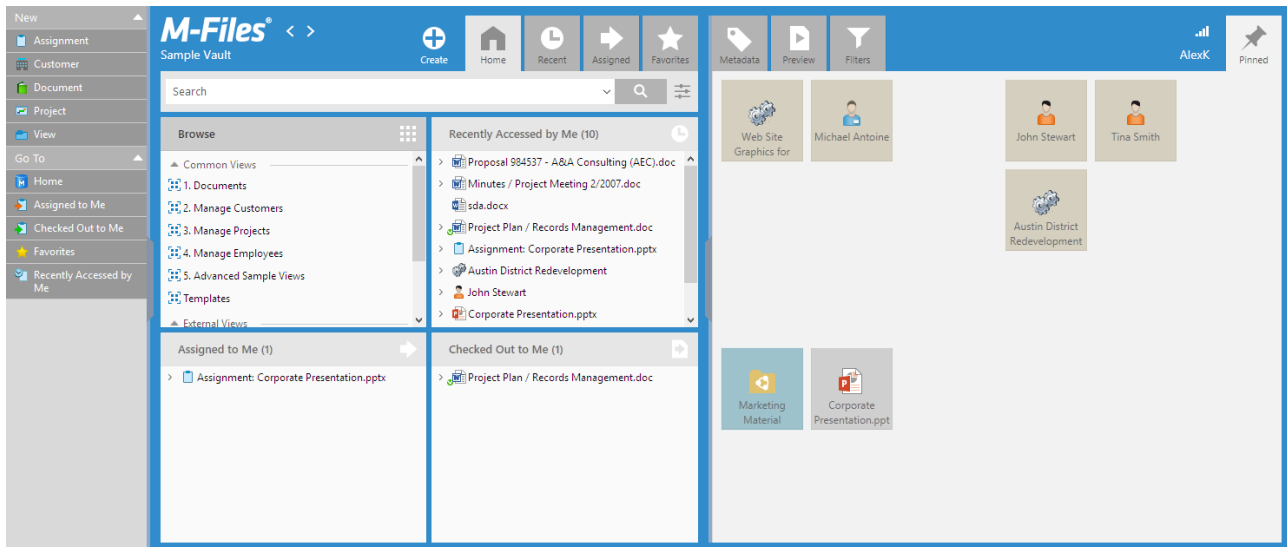 New
Assignment
Customer
Document
Project
View
Go To
Home
Assigned to Me
Checked Out to Me
Favorites
Recently Accessed by
Me
M-Files®
Sample Vault
Create
Home
Recent
Assigned
Favorites
Metadata
Preview
Filters
AlexK
Pinned
Search
Browse
Common Views
1. Documents
2. Manage Customers
3. Manage Projects
4. Manage Employees
5. Advanced Sample Views
Templates
External Views
Recently Accessed by Me (10)
Proposal 984537 - A&A Consulting (AEC).doc
Minutes / Project Meeting 2/2007.doc
sda.docx
Project Plan / Records Management.doc
Assignment: Corporate Presentation.pptx
Austin District Redevelopment
John Stewart
Corporate Presentation.pptx
Assigned to Me (1)
Assignment: Corporate Presentation.pptx
Checked Out to Me (1)
Project Plan / Records Management.doc
Web Site
Graphics for
Michael Antoine
John Stewart
Tina Smith
Austin District
Redevelopment
Marketing
Material
Corporate
Presentation.ppt